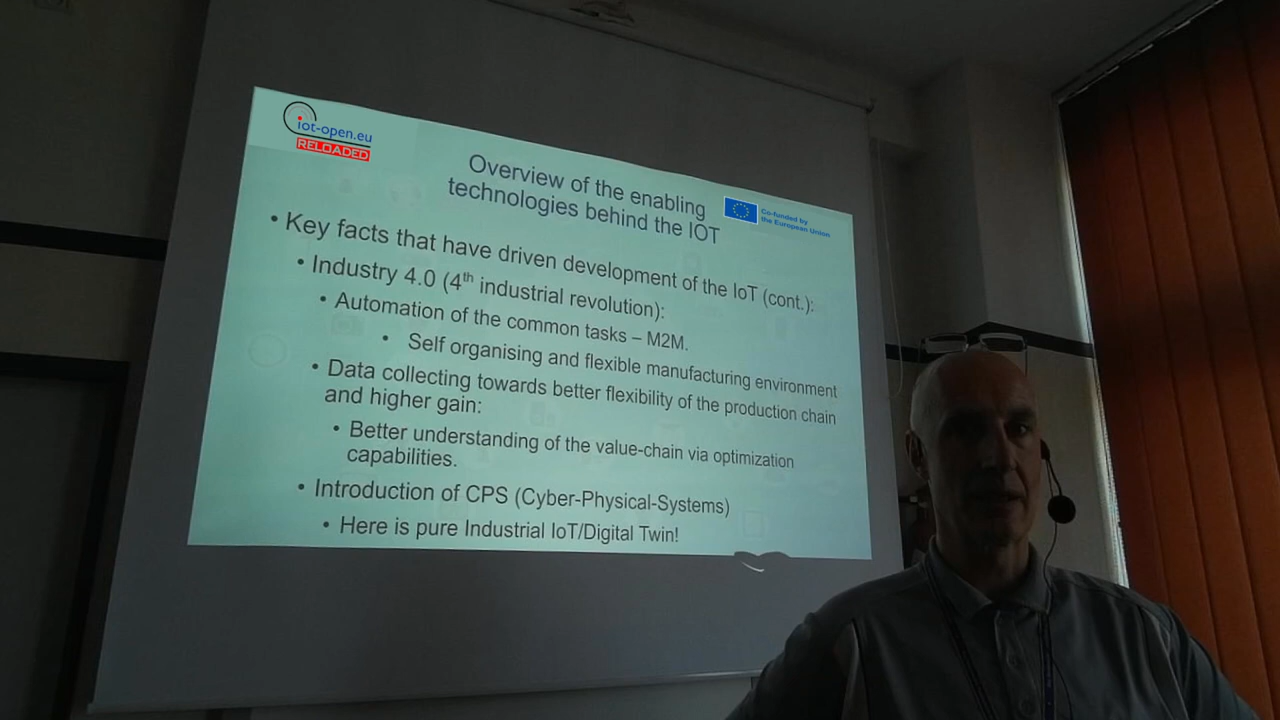 iot-open.eu
RELOADED
Overview of the enabling
technologies behind the IOT
Co-funded by
the European Union
• Key facts that have driven development of the IoT (cont.):
• Industry 4.0 (4th industrial revolution):
• Automation of the common tasks – M2M.
• Self organising and flexible manufacturing environment
• Data collecting towards better flexibility of the production chain
and higher gain:
• Better understanding of the value-chain via optimization
capabilities.
• Introduction of CPS (Cyber-Physical-Systems)
• Here is pure Industrial IoT/Digital Twin!